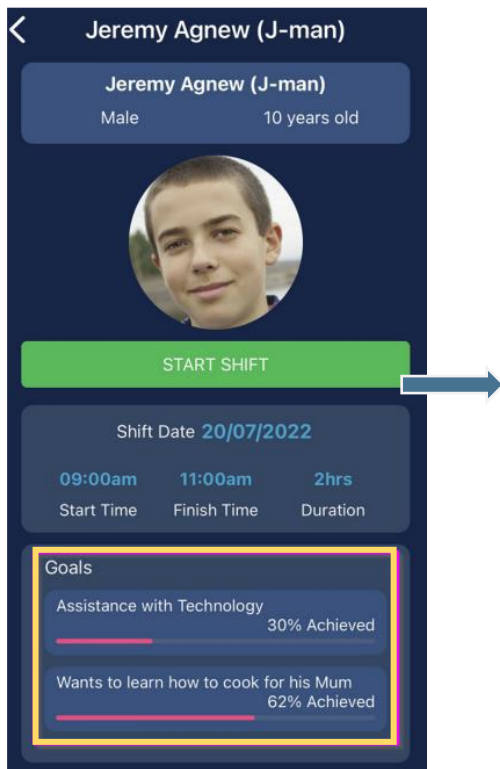 Jeremy Agnew (J-man)
Jeremy Agnew (J-man)
Male 10 years old
START SHIFT
Shift Date 20/07/2022
09:00am 11:00am 2hrs
Start Time Finish Time Duration
Goals
Assistance with Technology
30% Achieved
Wants to learn how to cook for his Mum
62% Achieved